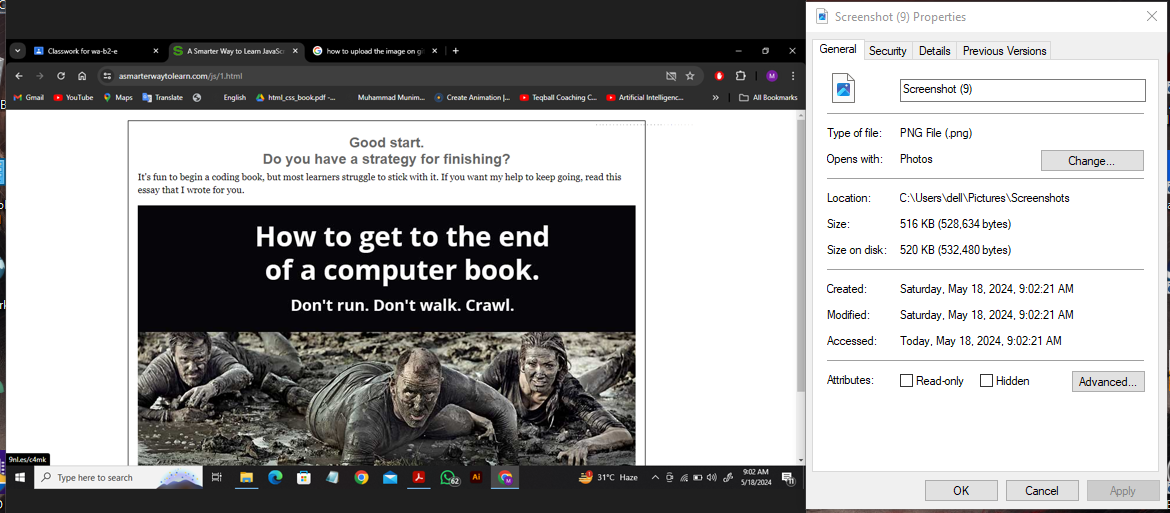 Classwork for wa-b2-e
A Smarter Way to Learn JavaSc
how to upload the image on gi
asmarterwaytolearn.com/js/1.html
Gmail
YouTube
Maps
Translate
English
html_css_book.pdf -...
Muhammad Munim...
Create Animation |...
Teqball Coaching C...
Artificial Intelligenc...
»
All Bookmarks
M
Good start.
Do you have a strategy for finishing?
It's fun to begin a coding book, but most learners struggle to stick with it. If you want my help to keep going, read this
essay that I wrote for you.
How to get to the end
of a computer book.
Don't run. Don't walk. Crawl.
9nl.es/c4mk
Type here to search
62
Ai
M
31°C Haze
9:02 AM
5/18/2024
11
Screenshot (9) Properties
General
Security
Details
Previous Versions
Screenshot (9)
Type of file: PNG File (.png)
Opens with: Photos
Change...
Location: C:\Users\dell\Pictures\Screenshots
Size: 516 KB (528,634 bytes)
Size on disk: 520 KB (532,480 bytes)
Created: Saturday, May 18, 2024, 9:02:21 AM
Modified: Saturday, May 18, 2024, 9:02:21 AM
Accessed: Today, May 18, 2024, 9:02:21 AM
Attributes: Read-only Hidden Advanced...
OK Cancel Apply